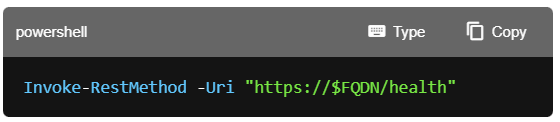 powershell
Type
Copy
Invoke-RestMethod -Uri "https://$FQDN/health"